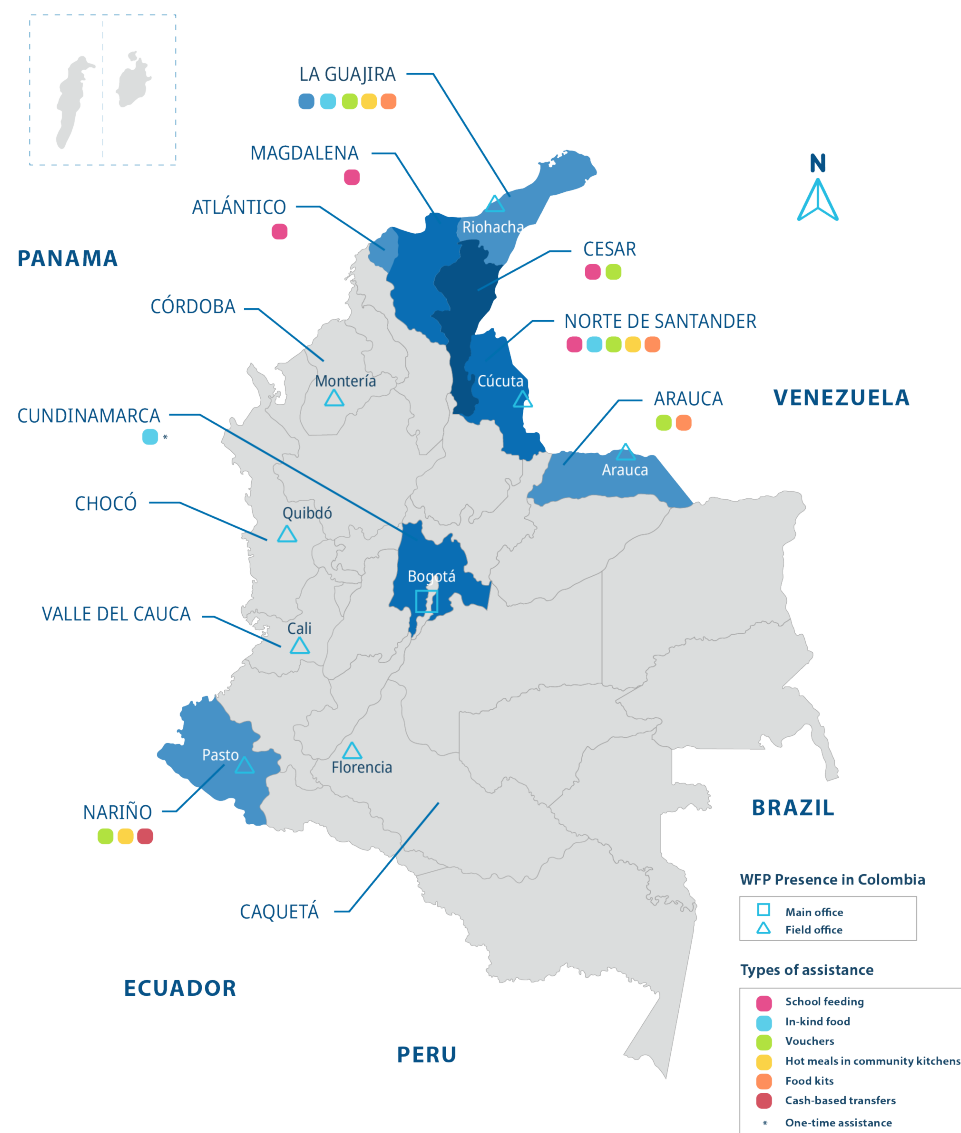 LA GUAJIRA
MAGDALENA
N
ATLÁNTICO
Riohacha
PANAMA
CESAR
CÓRDOBA
NORTE DE SANTANDER
Montería
Cúcuta
VENEZUELA
ARAUCA
CUNDINAMARCA
*
Arauca
CHOCÓ
Quibdó
Bogotá
VALLE DEL CAUCA
Cali
Pasto
Florencia
NARIÑO
BRAZIL
WFP Presence in Colombia
Main office
Field office
CAQUETÁ
Types of assistance
ECUADOR
School feeding
In-kind food
Vouchers
PERU
Hot meals in community kitchens
Food kits
Cash-based transfers
* One-time assistance